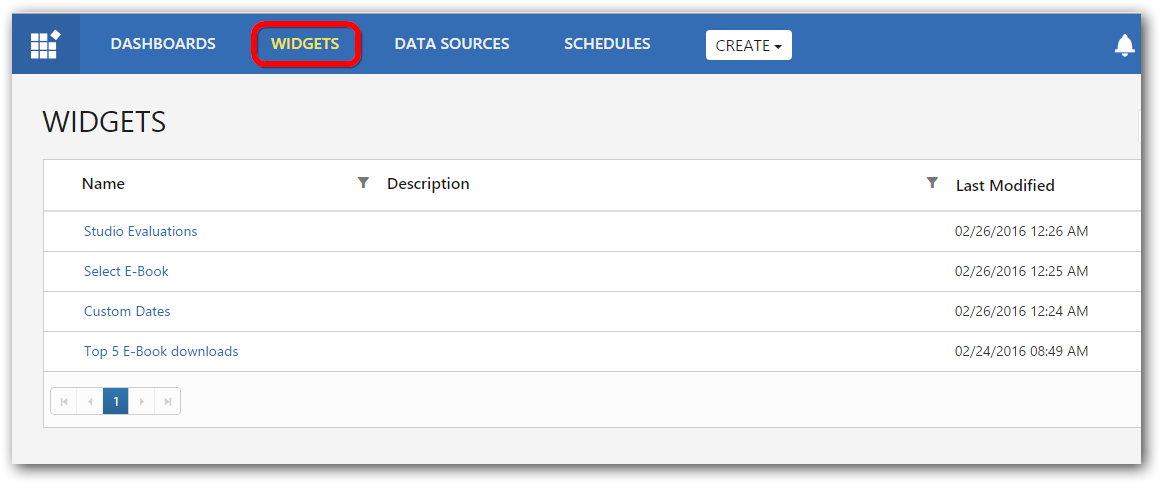 DASHBOARDS WIDGETS DATA SOURCES SCHEDULES CREATE
WIDGETS
Name Description Last Modified
Studio Evaluations 02/26/2016 12:26 AM
Select E-Book 02/26/2016 12:25 AM
Custom Dates 02/26/2016 12:24 AM
Top 5 E-Book downloads 02/24/2016 08:49 AM
1